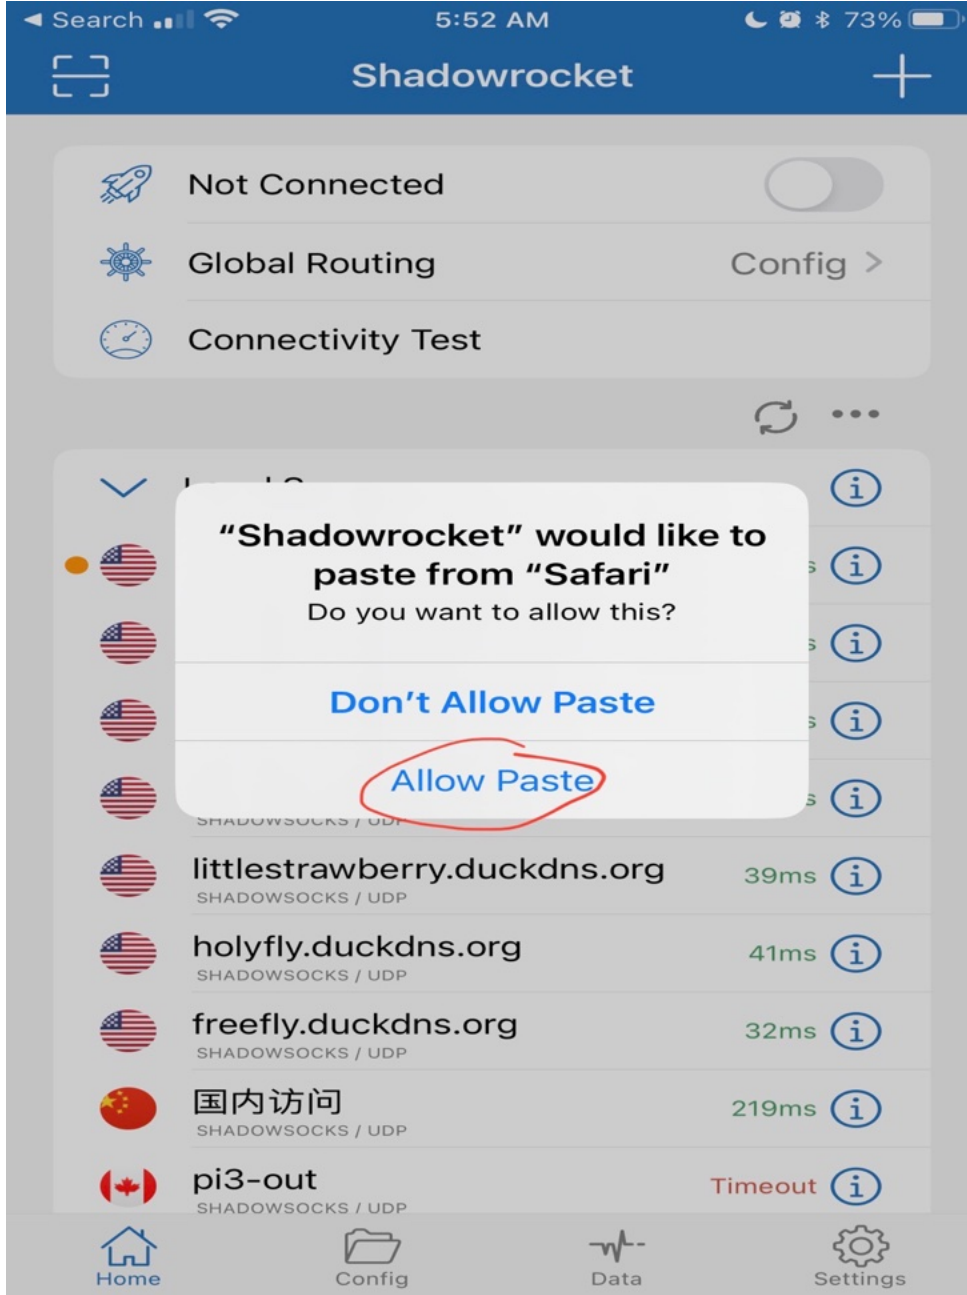 Search
5:52 AM
73%
Shadowrocket
Not Connected
Global Routing
Config
Connectivity Test
"Shadowrocket" would like to
paste from "Safari"
Do you want to allow this?
Don't Allow Paste
Allow Paste
SHADOWSOCKS / UDP
littlestrawberry.duckdns.org
39ms
SHADOWSOCKS / UDP
holyfly.duckdns.org
41ms
SHADOWSOCKS / UDP
freefly.duckdns.org
32ms
SHADOWSOCKS / UDP
国内访问
219ms
SHADOWSOCKS / UDP
pi3-out
Timeout
SHADOWSOCKS / UDP
Home
Config
Data
Settings